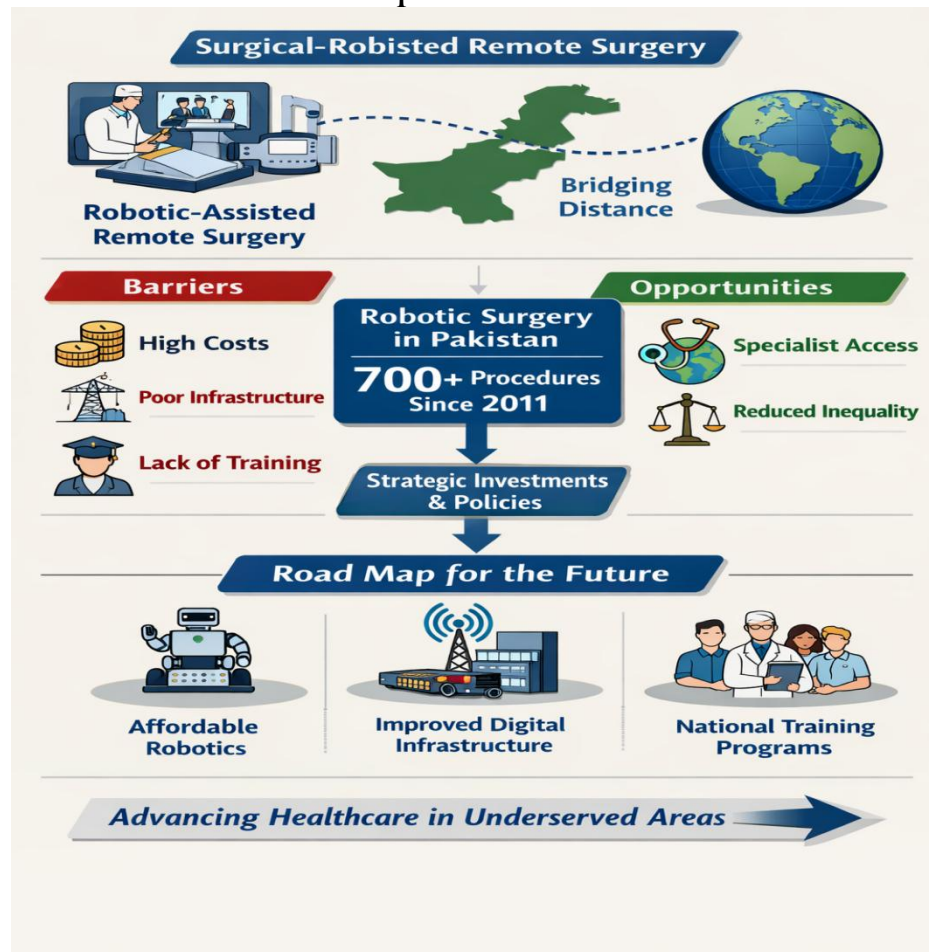 Surgical-Robisted Remote Surgery
Robotic-Assisted
Remote Surgery
Bridging
Distance
Barriers
High Costs
Poor Infrastructure
Lack of Training
Robotic Surgery
in Pakistan
700+ Procedures
Since 2011
Opportunities
Specialist Access
Reduced Inequality
Strategic Investments
& Policies
Road Map for the Future
Affordable
Robotics
Improved Digital
Infrastructure
National Training
Programs
Advancing Healthcare in Underserved Areas